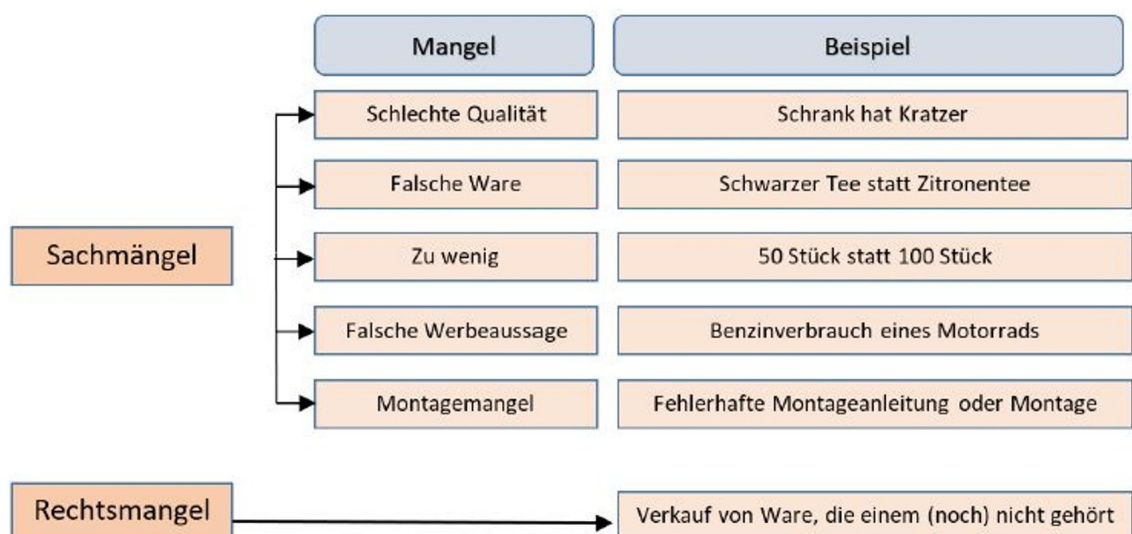 Mangel
Beispiel
Schlechte Qualität
Schrank hat Kratzer
Falsche Ware
Schwarzer Tee statt Zitronentee
Sachmängel
Zu wenig
50 Stück statt 100 Stück
Falsche Werbeaussage
Benzinverbrauch eines Motorrads
Montagemangel
Fehlerhafte Montageanleitung oder Montage
Rechtsmangel
Verkauf von Ware, die einem (noch) nicht gehört